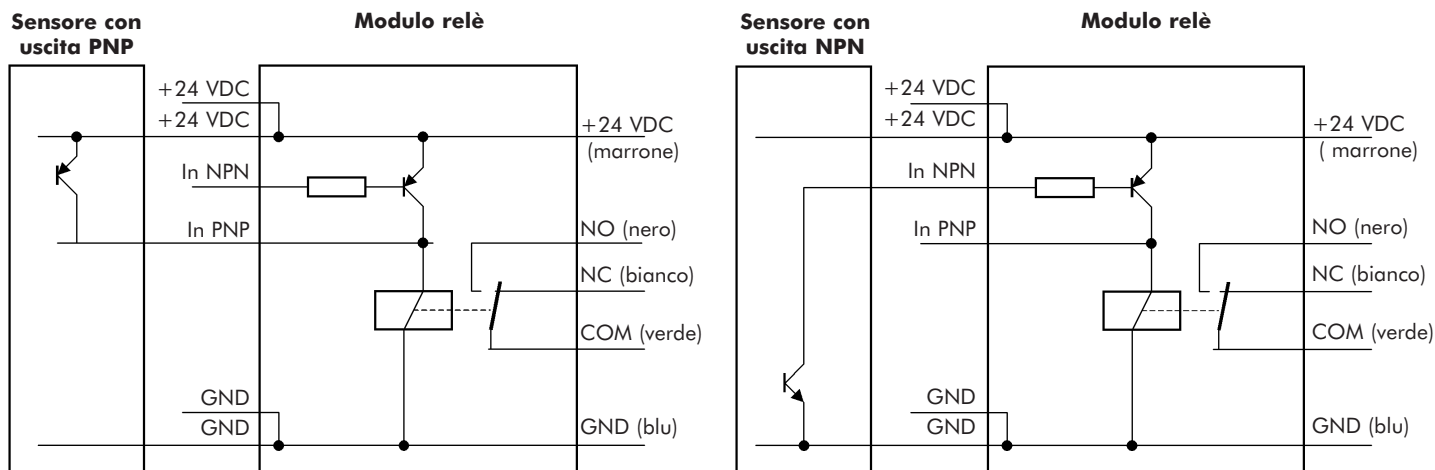 Sensore con
uscita PNP
Modulo relè
+24 VDC
+24 VDC
In NPN
In PNP
GND
GND
+24 VDC
(marrone)
NO (nero)
NC (bianco)
COM (verde)
GND (blu)
Sensore con
uscita NPN
Modulo relè
+24 VDC
+24 VDC
In NPN
In PNP
GND
GND
+24 VDC
( marrone)
NO (nero)
NC (bianco)
COM (verde)
GND (blu)